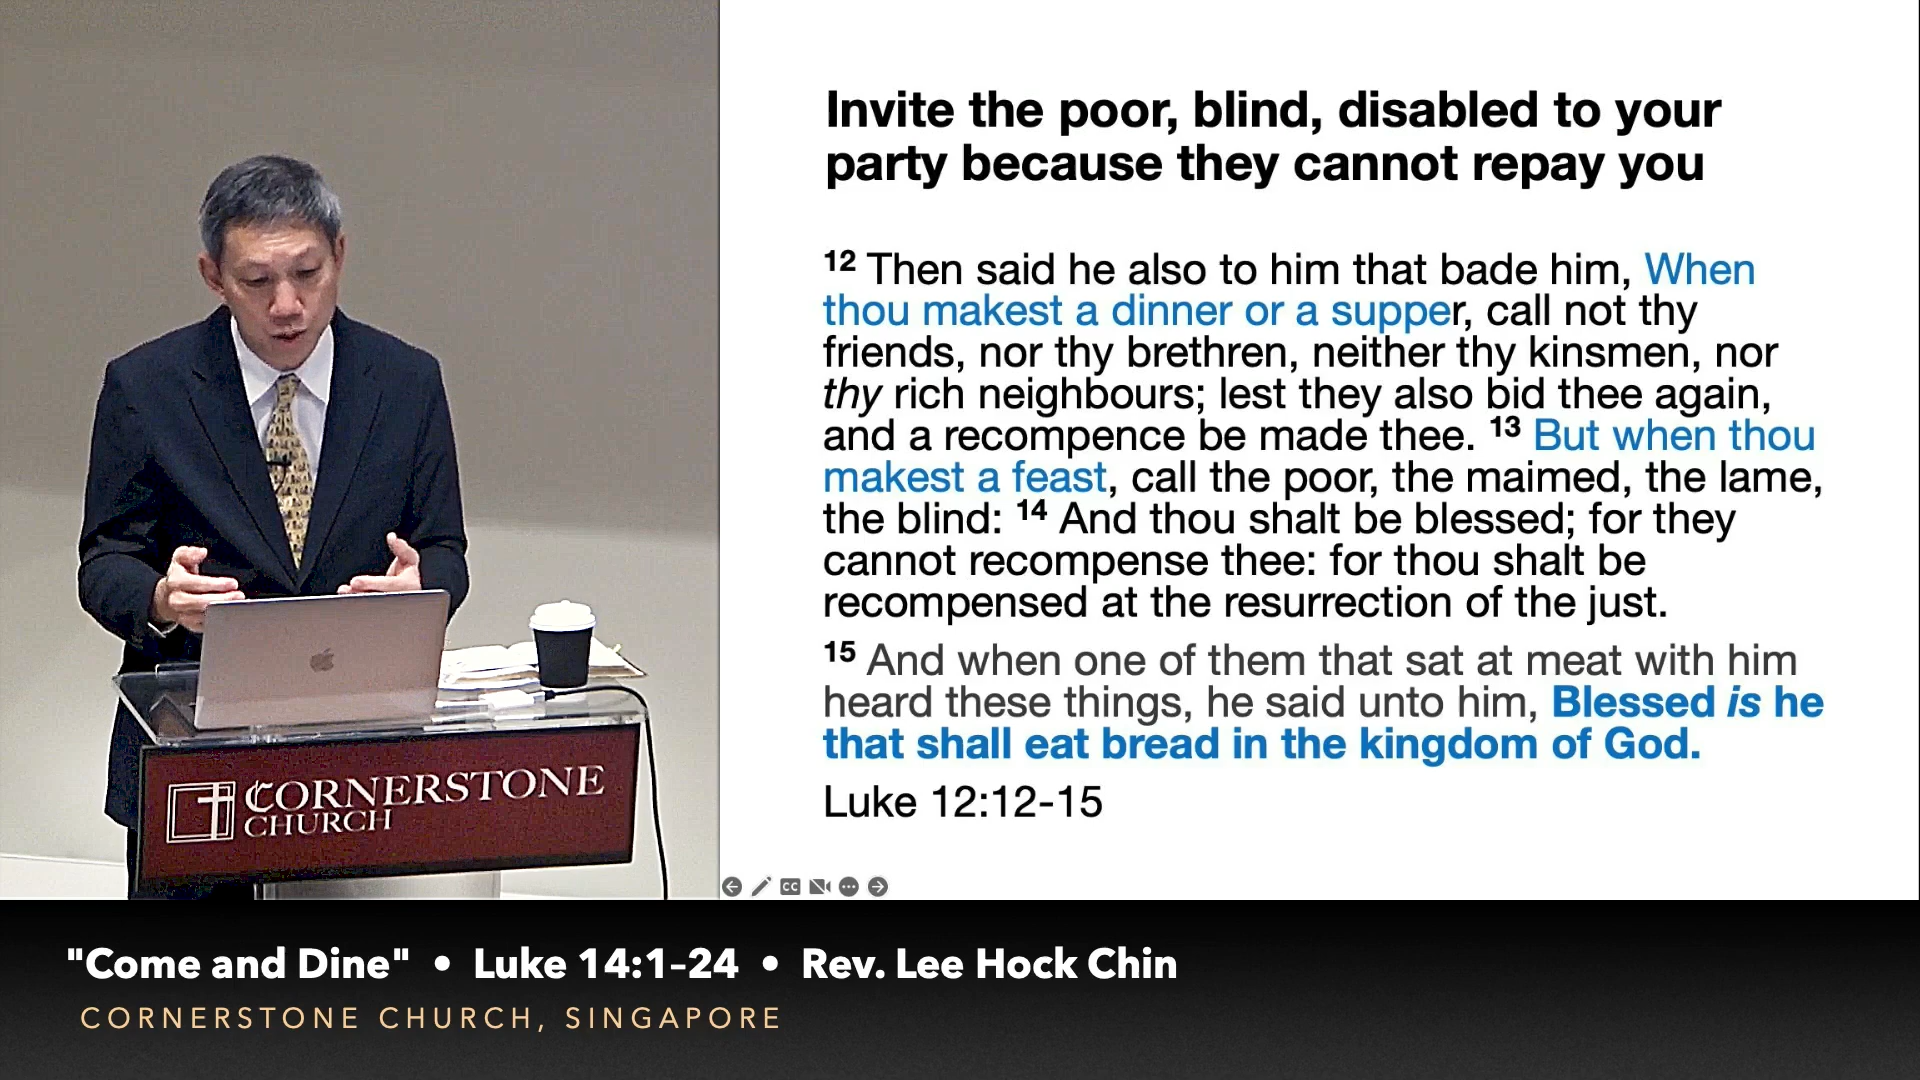 Invite the poor, blind, disabled to your
party because they cannot repay you
12 Then said he also to him that bade him, When
thou makest a dinner or a supper, call not thy
friends, nor thy brethren, neither thy kinsmen, nor
thy rich neighbours; lest they also bid thee again,
and a recompence be made thee. 13 But when thou
makest a feast, call the poor, the maimed, the lame,
the blind: 14 And thou shalt be blessed; for they
cannot recompense thee: for thou shalt be
recompensed at the resurrection of the just.
15 And when one of them that sat at meat with him
heard these things, he said unto him, Blessed is he
that shall eat bread in the kingdom of God.
Luke 12:12-15
CORNERSTONE
CHURCH
CC
"Come and Dine" • Luke 14:1–24 • Rev. Lee Hock Chin
CORNERSTONE CHURCH, SINGAPORE